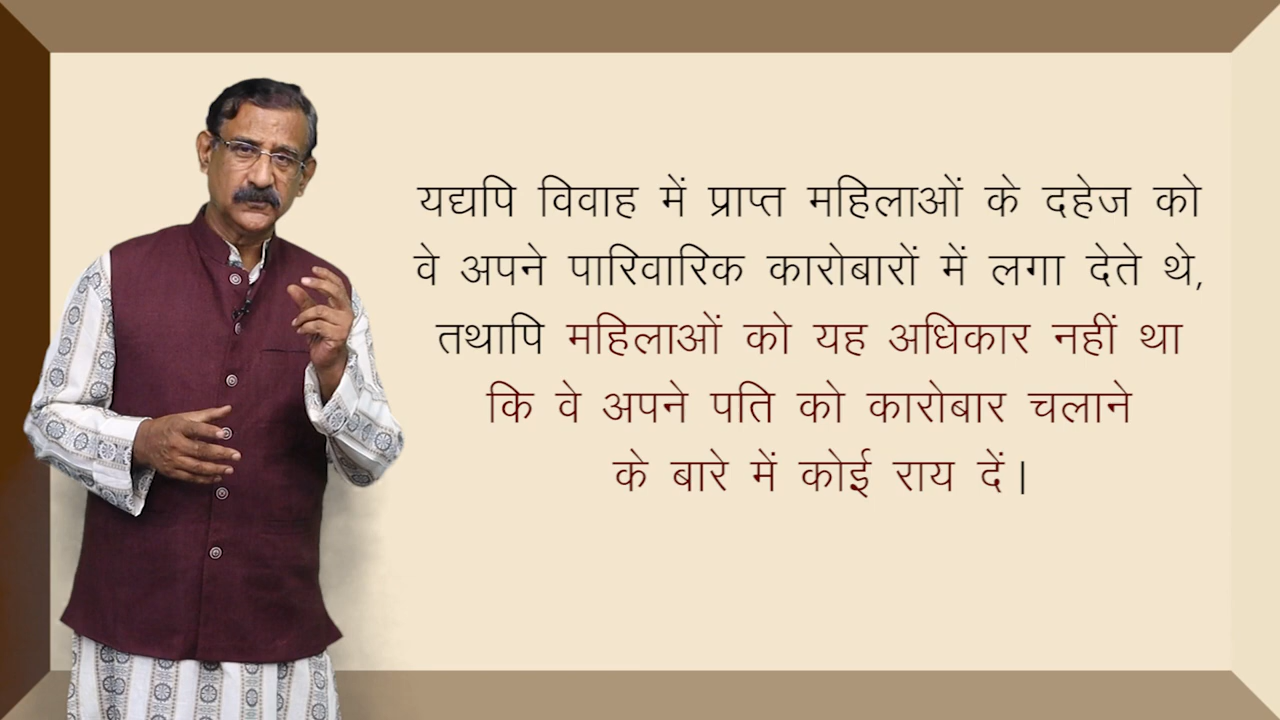 यद्यपि विवाह में प्राप्त महिलाओं के दहेज को
वे अपने पारिवारिक कारोबारों में लगा देते थे,
तथापि महिलाओं को यह अधिकार नहीं था
कि वे अपने पति को कारोबार चलाने
के बारे में कोई राय दें।